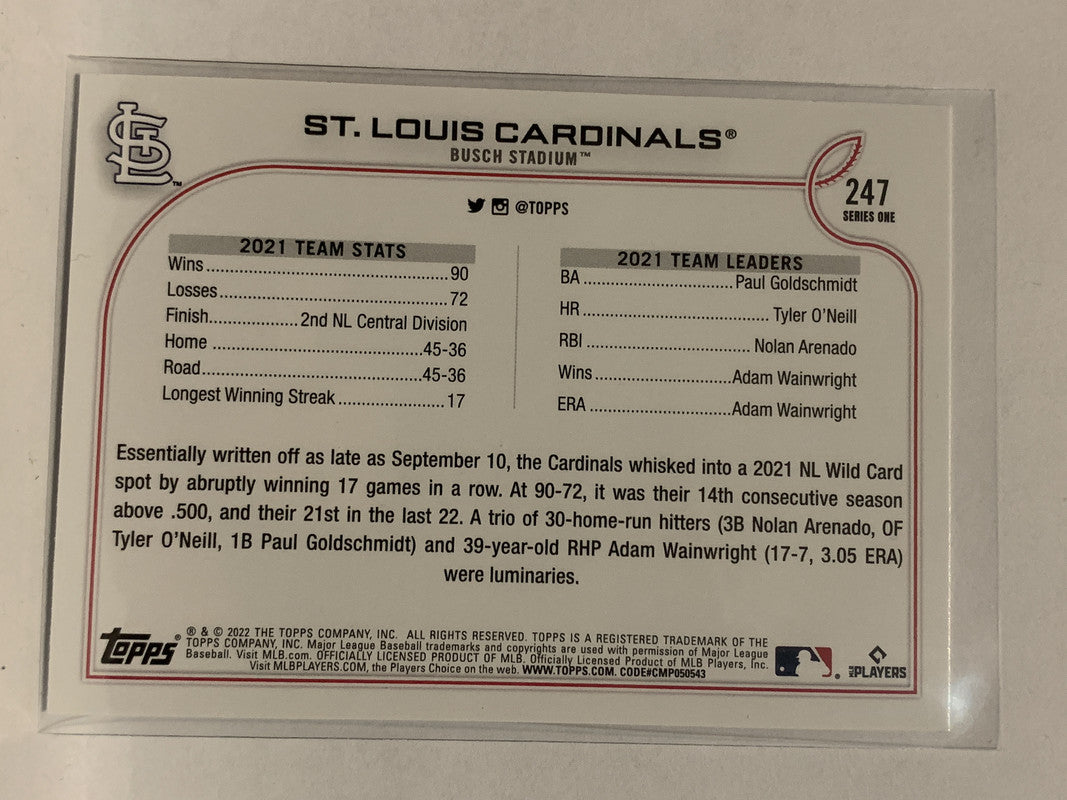 STL™
ST. LOUIS CARDINALS®
BUSCH STADIUM™
247
SERIES ONE
@TOPPS
2021 TEAM STATS
Wins..........................................90
Losses.......................................72
Finish..................2nd NL Central Division
Home.....................................45-36
Road......................................45-36
Longest Winning Streak....................17
2021 TEAM LEADERS
BA..............................Paul Goldschmidt
HR.....................................Tyler O'Neill
RBI.................................Nolan Arenado
Wins...........................Adam Wainwright
ERA............................Adam Wainwright
Essentially written off as late as September 10, the Cardinals whisked into a 2021 NL Wild Card
spot by abruptly winning 17 games in a row. At 90-72, it was their 14th consecutive season
above .500, and their 21st in the last 22. A trio of 30-home-run hitters (3B Nolan Arenado, OF
Tyler O'Neill, 1B Paul Goldschmidt) and 39-year-old RHP Adam Wainwright (17-7, 3.05 ERA)
were luminaries.
topps®
® & © 2022 THE TOPPS COMPANY, INC. ALL RIGHTS RESERVED. TOPPS IS A REGISTERED TRADEMARK OF THE
TOPPS COMPANY, INC. Major League Baseball trademarks and copyrights are used with permission of Major League
Baseball. Visit MLB.com. OFFICIALLY LICENSED PRODUCT OF MLB. Officially Licensed Product of MLB Players, Inc.
Visit MLBPLAYERS.COM, the Players Choice on the web. WWW.TOPPS.COM. CODE#CMP050543
MLB PLAYERS